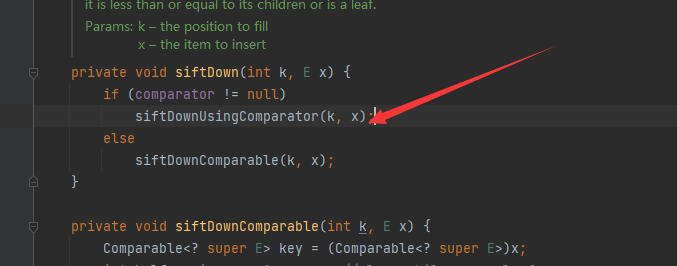 it is less than or equal to its children or is a leaf.
Params: k – the position to fill
x – the item to insert
private void siftDown(int k, E x) {
if (comparator != null)
siftDownUsingComparator(k, x);
else
siftDownComparable(k, x);
}
private void siftDownComparable(int k, E x) {
Comparable<? super E> key = (Comparable<? super E>)x;